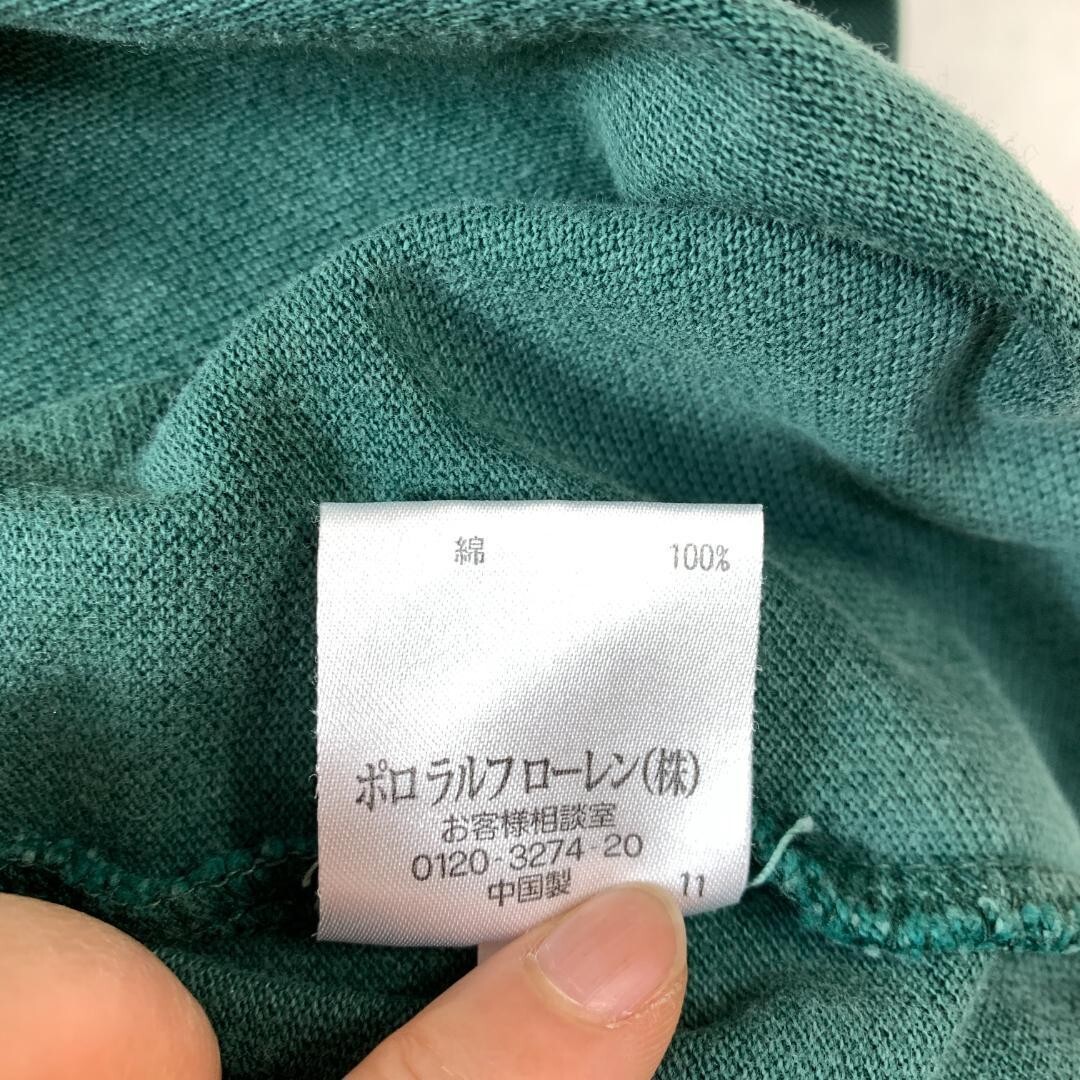 綿 100%
ポロ ラルフ ローレン(株)
お客様相談室
0120-3274-20
中国製 11